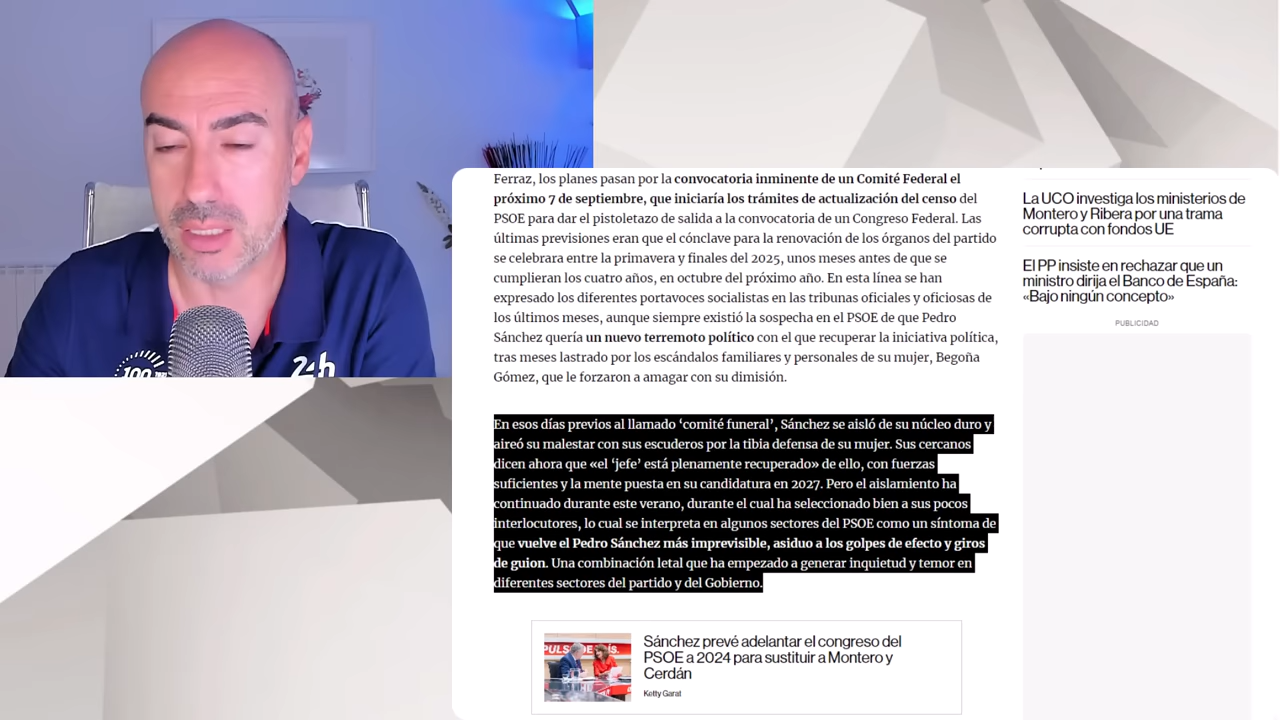 100
24h
Ferraz, los planes pasan por la convocatoria inminente de un Comité Federal el
próximo 7 de septiembre, que iniciaría los trámites de actualización del censo del
PSOE para dar el pistoletazo de salida a la convocatoria de un Congreso Federal. Las
últimas previsiones eran que el cónclave para la renovación de los órganos del partido
se celebrara entre la primavera y finales del 2025, unos meses antes de que se
cumplieran los cuatro años, en octubre del próximo año. En esta línea se han
expresado los diferentes portavoces socialistas en las tribunas oficiales y oficiosas de
los últimos meses, aunque siempre existió la sospecha en el PSOE de que Pedro
Sánchez quería un nuevo terremoto político con el que recuperar la iniciativa política,
tras meses lastrado por los escándalos familiares y personales de su mujer, Begoña
Gómez, que le forzaron a amagar con su dimisión.
En esos días previos al llamado ‘comité funeral’, Sánchez se aisló de su núcleo duro y
aireó su malestar con sus escuderos por la tibia defensa de su mujer. Sus cercanos
dicen ahora que «el ‘jefe’ está plenamente recuperado» de ello, con fuerzas
suficientes y la mente puesta en su candidatura en 2027. Pero el aislamiento ha
continuado durante este verano, durante el cual ha seleccionado bien a sus pocos
interlocutores, lo cual se interpreta en algunos sectores del PSOE como un síntoma de
que vuelve el Pedro Sánchez más imprevisible, asiduo a los golpes de efecto y giros
de guion. Una combinación letal que ha empezado a generar inquietud y temor en
diferentes sectores del partido y del Gobierno.
Sánchez prevé adelantar el congreso del
PSOE a 2024 para sustituir a Montero y
Cerdán
Ketty Garat
La UCO investiga los ministerios de
Montero y Ribera por una trama
corrupta con fondos UE
El PP insiste en rechazar que un
ministro dirija el Banco de España:
«Bajo ningún concepto»
PUBLICIDAD